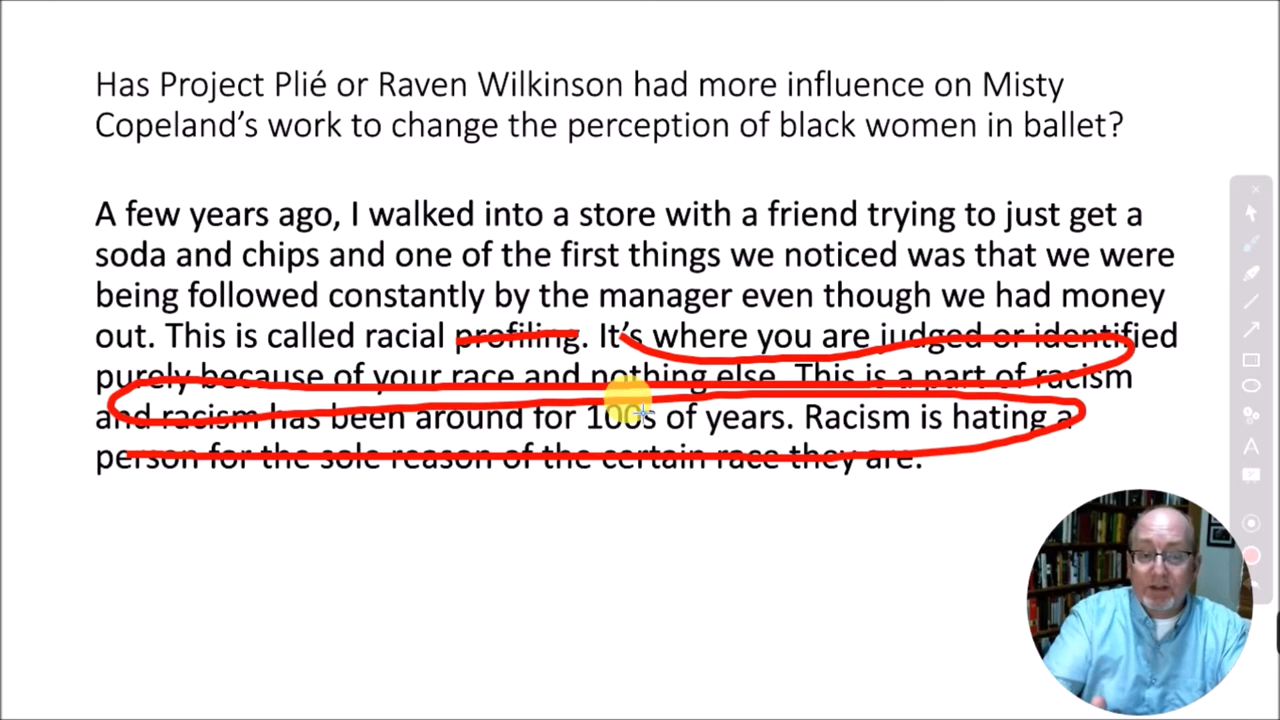 Has Project Plié or Raven Wilkinson had more influence on Misty
Copeland's work to change the perception of black women in ballet?
A few years ago, I walked into a store with a friend trying to just get a
soda and chips and one of the first things we noticed was that we were
being followed constantly by the manager even though we had money
out. This is called racial profiling. It's where you are judged or identified
purely because of your race and nothing else. This is a part of racism
and racism has been around for 100s of years. Racism is hating a
person for the sole reason of the certain race they are.